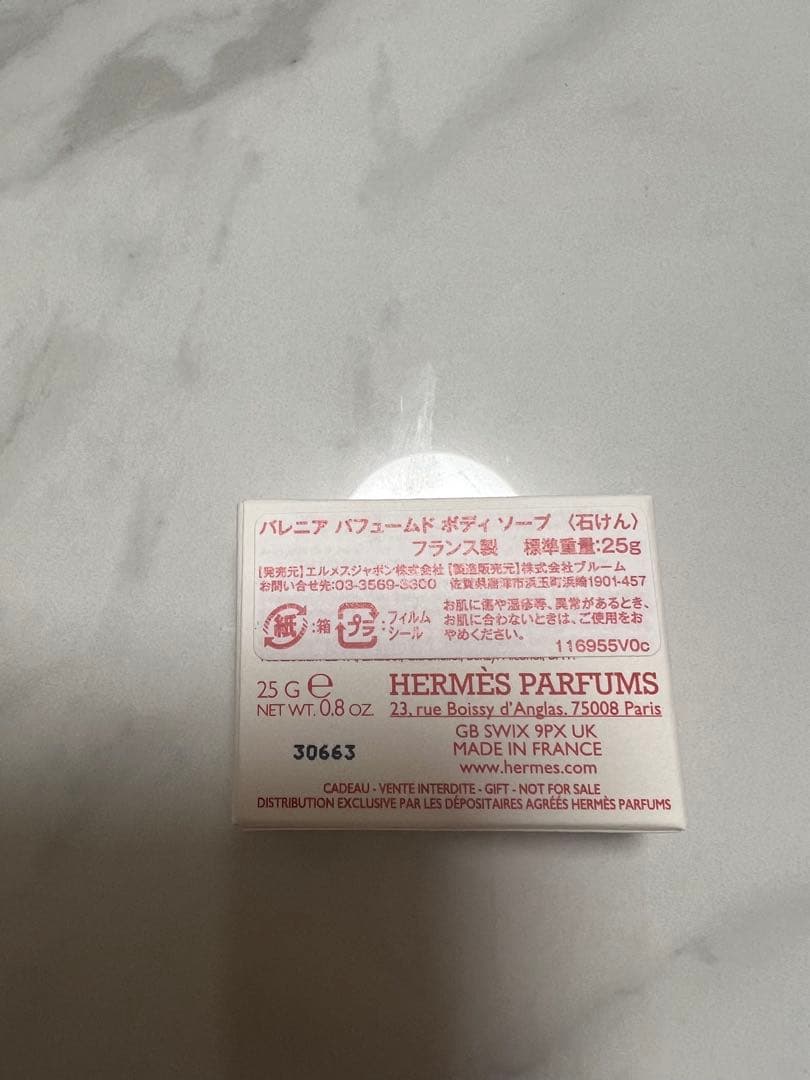 バレニア パフュームド ボディ ソープ 〈石けん〉
フランス製 標準重量:25g
【発売元】エルメスジャポン株式会社 【製造販売元】株式会社ブルーム
お問い合せ先:03-3569-3300 佐賀県唐津市浜玉町浜崎1901-457
紙 :箱 プラ :フィルム シール
お肌に傷や湿疹等、異常があるとき、
お肌に合わないときは、ご使用をお
やめください。
116955V0c
25 G e
NET WT. 0.8 OZ.
30663
HERMÈS PARFUMS
23, rue Boissy d'Anglas. 75008 Paris
GB SWIX 9PX UK
MADE IN FRANCE
www.hermes.com
CADEAU - VENTE INTERDITE - GIFT - NOT FOR SALE
DISTRIBUTION EXCLUSIVE PAR LES DÉPOSITAIRES AGRÉÉS HERMÈS PARFUMS